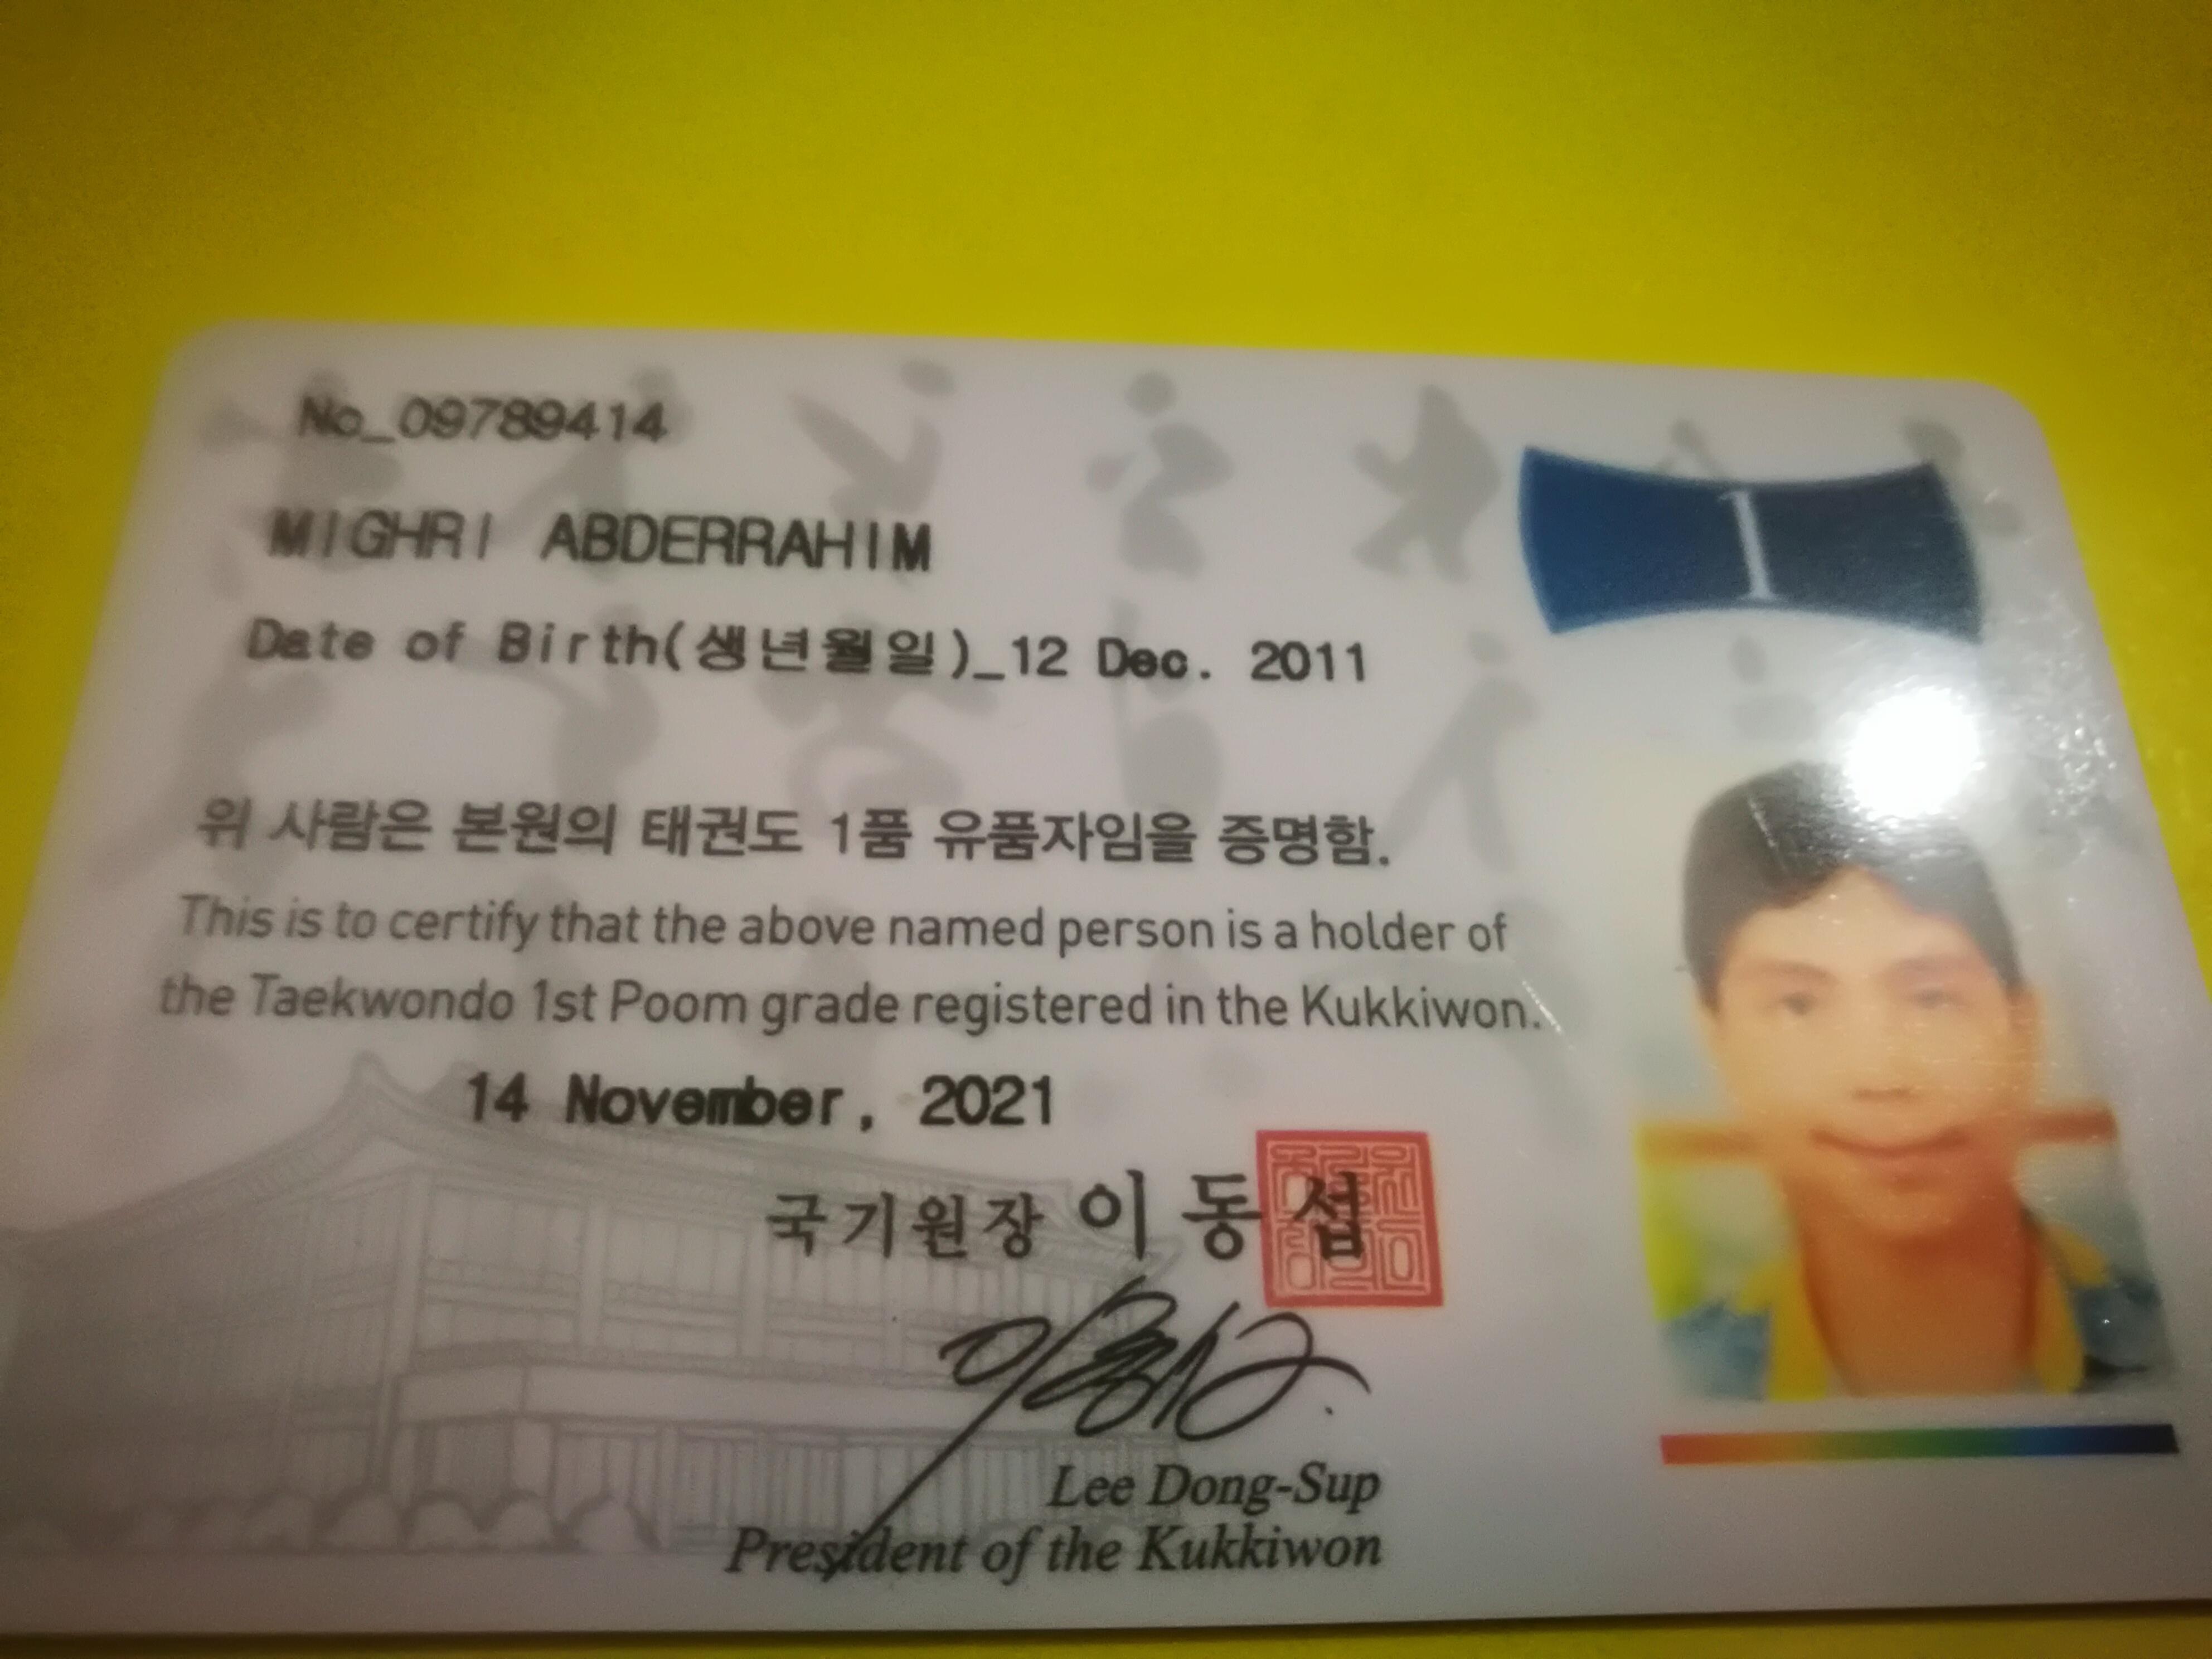 No_09789414
1
MIGHRI ABDERRAHIM
Date of Birth(생년월일)_12 Dec. 2011
위 사람은 본원의 태권도 1품 유품자임을 증명함.
This is to certify that the above named person is a holder of
the Taekwondo 1st Poom grade registered in the Kukkiwon.
14 November, 2021
국기원장 이동섭
Lee Dong-Sup
President of the Kukkiwon